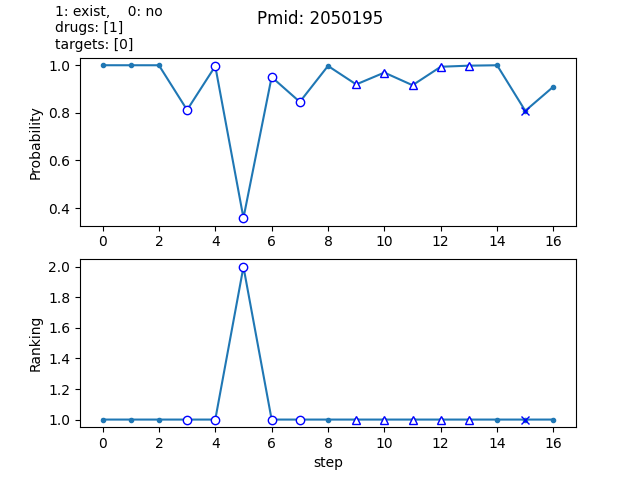 1: exist,    0: no
drugs: [1]
targets: [0]
Pmid: 2050195
Probability
1.0
0.8
0.6
0.4
0 2 4 6 8 10 12 14 16
Ranking
2.0
1.8
1.6
1.4
1.2
1.0
0 2 4 6 8 10 12 14 16
step